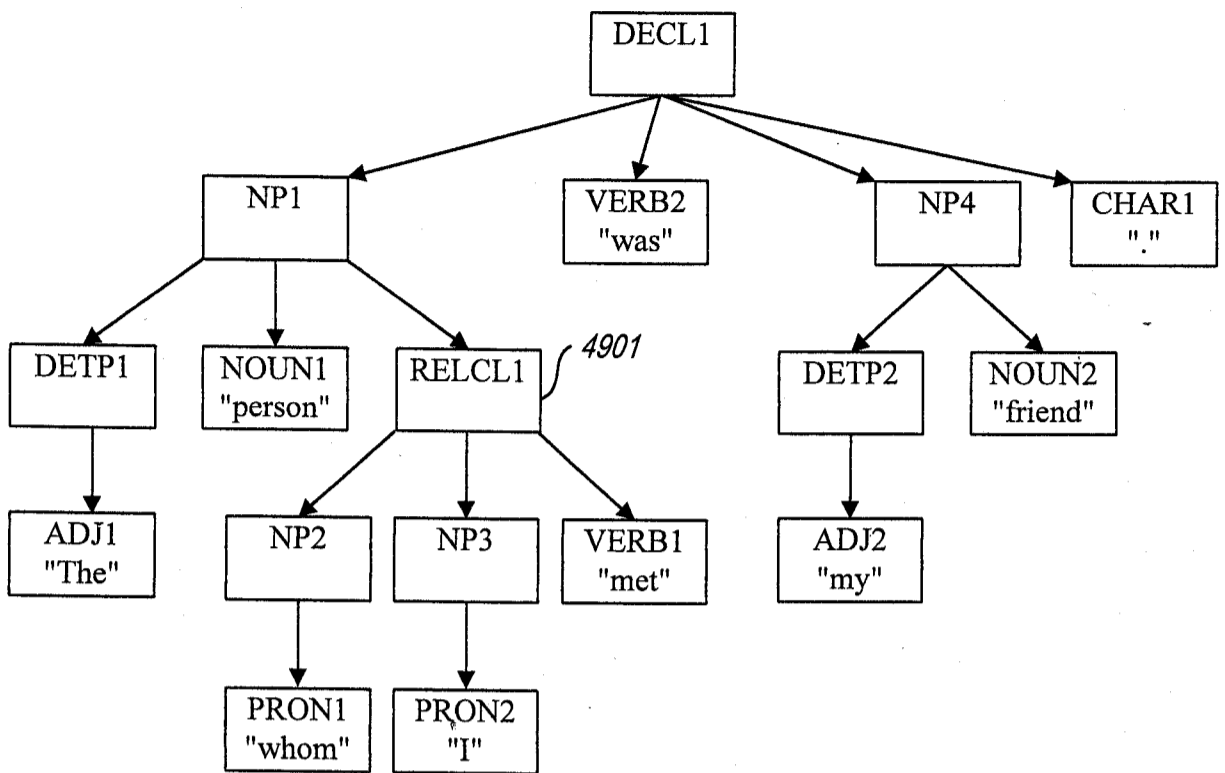 DECL1
NP1
VERB2
"was"
NP4
CHAR1
"."
DETP1
NOUN1
"person"
RELCL1
4901
DETP2
NOUN2
"friend"
ADJ1
"The"
NP2
NP3
VERB1
"met"
ADJ2
"my"
PRON1
"whom"
PRON2
"I"